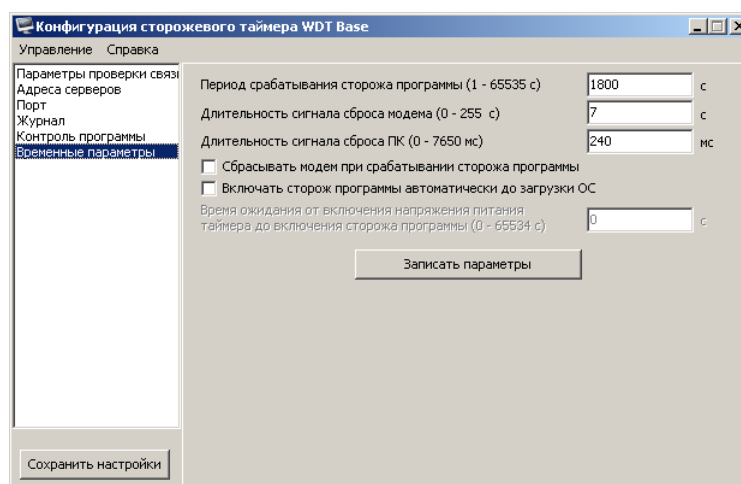 Конфигурация сторожевого таймера WDT Base
Управление Справка
Параметры проверки связи
Адреса серверов
Порт
Журнал
Контроль программы
Временные параметры
Период срабатывания сторожа программы (1 - 65535 с) 1800 с
Длительность сигнала сброса модема (0 - 255 с) 7 с
Длительность сигнала сброса ПК (0 - 7650 мс) 240 мс
Сбрасывать модем при срабатывании сторожа программы
Включать сторож программы автоматически до загрузки ОС
Время ожидания от включения напряжения питания
таймера до включения сторожа программы (0 - 65534 с) 0 с
Записать параметры
Сохранить настройки